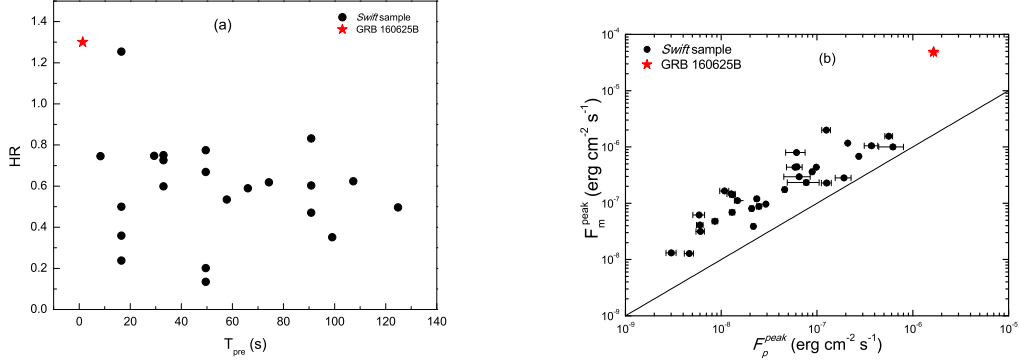 (a)
Swift sample
GRB 160625B
HR
1.4
1.2
1.0
0.8
0.6
0.4
0.2
0.0
0 20 40 60 80 100 120 140
T_pre (s)
(b)
Swift sample
GRB 160625B
F_m^peak (erg cm^-2 s^-1)
10^-4
10^-5
10^-6
10^-7
10^-8
10^-9
10^-9 10^-8 10^-7 10^-6 10^-5
F_p^peak (erg cm^-2 s^-1)